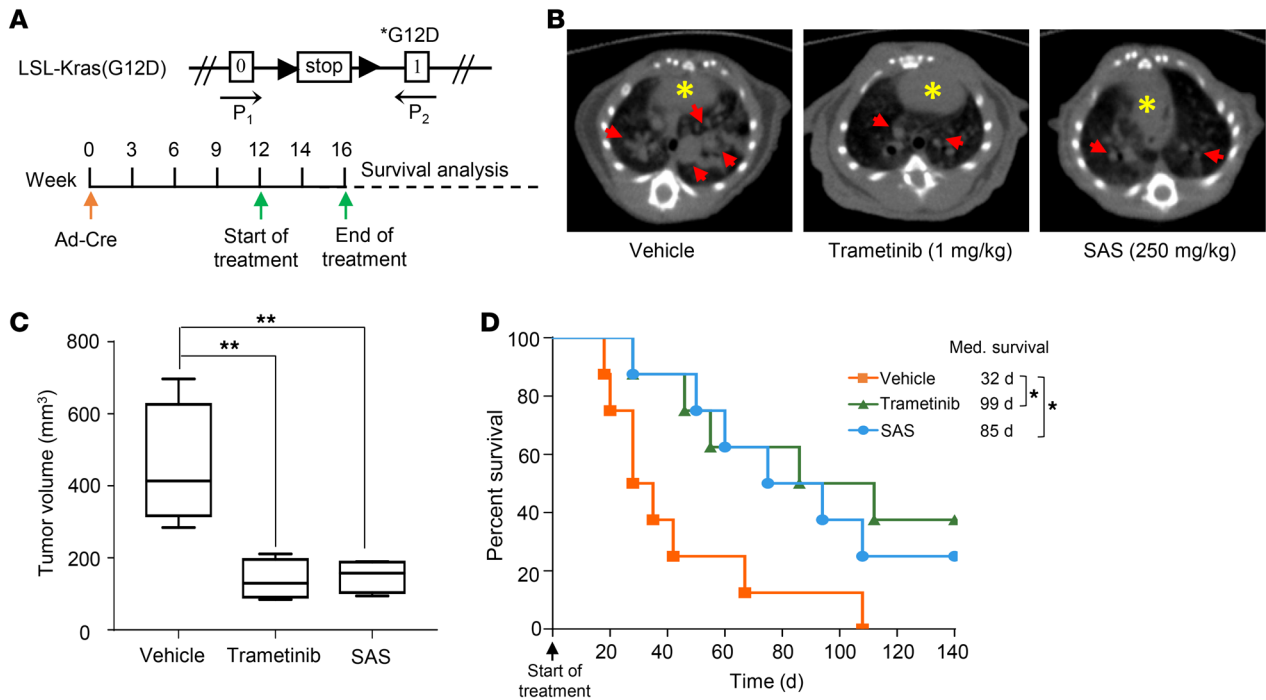 A
*G12D
LSL-Kras(G12D)
0
stop
1
P1
P2
0 3 6 9 12 14 16
Week
Survival analysis
Ad-Cre
Start of
treatment
End of
treatment
B
*
*
*
Vehicle
Trametinib (1 mg/kg)
SAS (250 mg/kg)
C
**
**
800
600
400
200
0
Tumor volume (mm3)
Vehicle
Trametinib
SAS
D
100
80
60
40
20
0
Percent survival
Med. survival
Vehicle 32 d
Trametinib 99 d
SAS 85 d
*
*
20 40 60 80 100 120 140
Start of
treatment
Time (d)